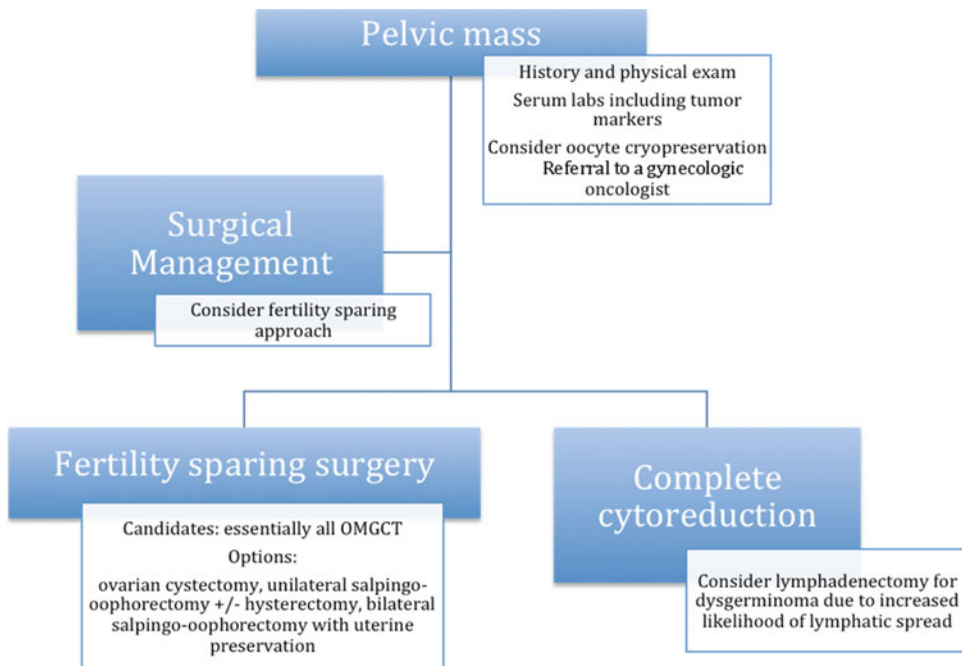 Pelvic mass
History and physical exam
Serum labs including tumor
markers
Consider oocyte cryopreservation
Referral to a gynecologic
oncologist
Surgical
Management
Consider fertility sparing
approach
Fertility sparing surgery
Candidates: essentially all OMGCT
Options:
ovarian cystectomy, unilateral salpingo-
oophorectomy +/- hysterectomy, bilateral
salpingo-oophorectomy with uterine
preservation
Complete
cytoreduction
Consider lymphadenectomy for
dysgerminoma due to increased
likelihood of lymphatic spread